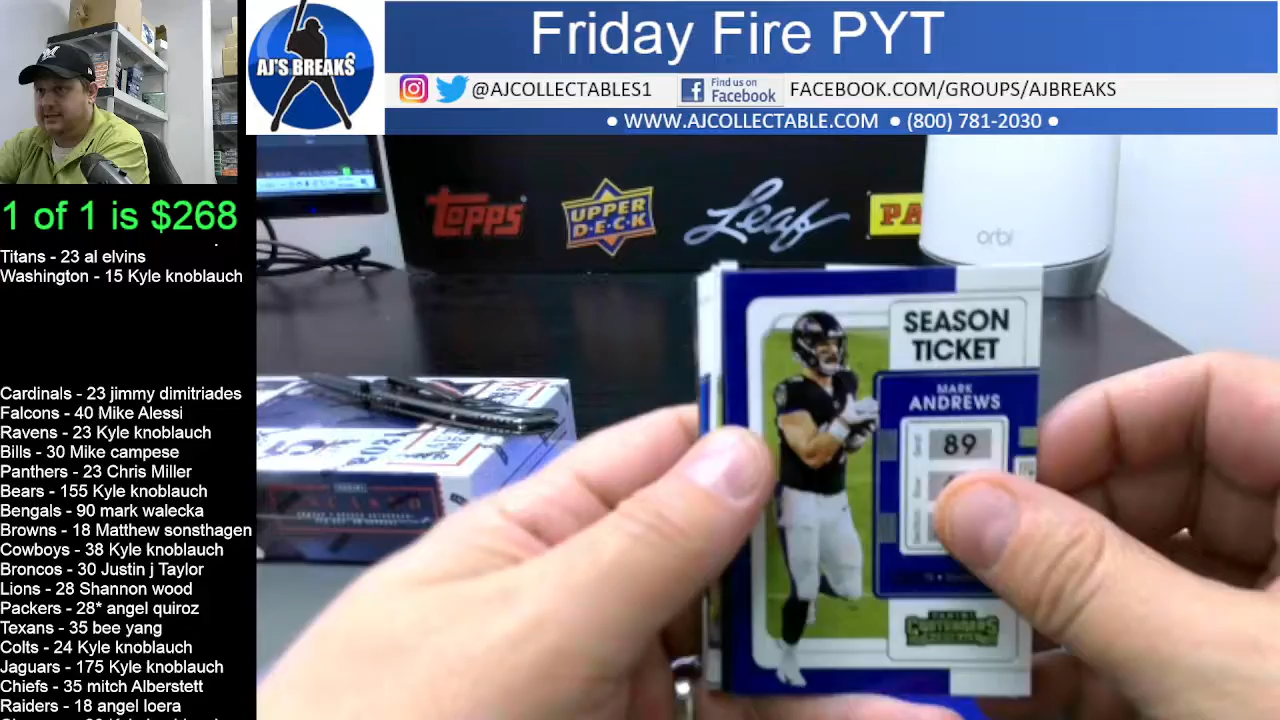 Friday Fire PYT
AJ'S BREAKS
@AJCOLLECTABLES1
Find us on
Facebook
FACEBOOK.COM/GROUPS/AJBREAKS
• WWW.AJCOLLECTABLE.COM • (800) 781-2030 •
1 of 1 is $268
Titans - 23 al elvins
Washington - 15 Kyle knoblauch
Cardinals - 23 jimmy dimitriades
Falcons - 40 Mike Alessi
Ravens - 23 Kyle knoblauch
Bills - 30 Mike campese
Panthers - 23 Chris Miller
Bears - 155 Kyle knoblauch
Bengals - 90 mark walecka
Browns - 18 Matthew sonsthagen
Cowboys - 38 Kyle knoblauch
Broncos - 30 Justin j Taylor
Lions - 28 Shannon wood
Packers - 28* angel quiroz
Texans - 35 bee yang
Colts - 24 Kyle knoblauch
Jaguars - 175 Kyle knoblauch
Chiefs - 35 mitch Alberstett
Raiders - 18 angel loera
topps
UPPER
DECK
Leaf
PA
orbi
SEASON
TICKET
MARK
ANDREWS
89
PANINI
CONTENDERS